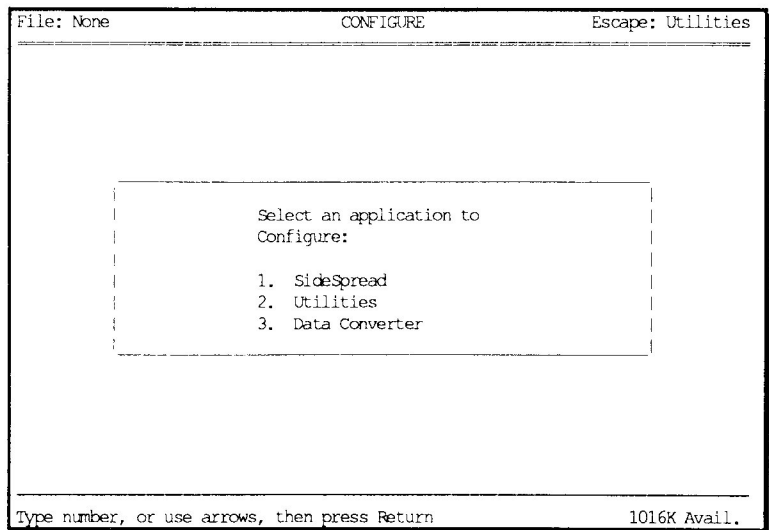 File: None CONFIGURE Escape: Utilities
Select an application to
Configure:
1. SideSpread
2. Utilities
3. Data Converter
Type number, or use arrows, then press Return 1016K Avail.